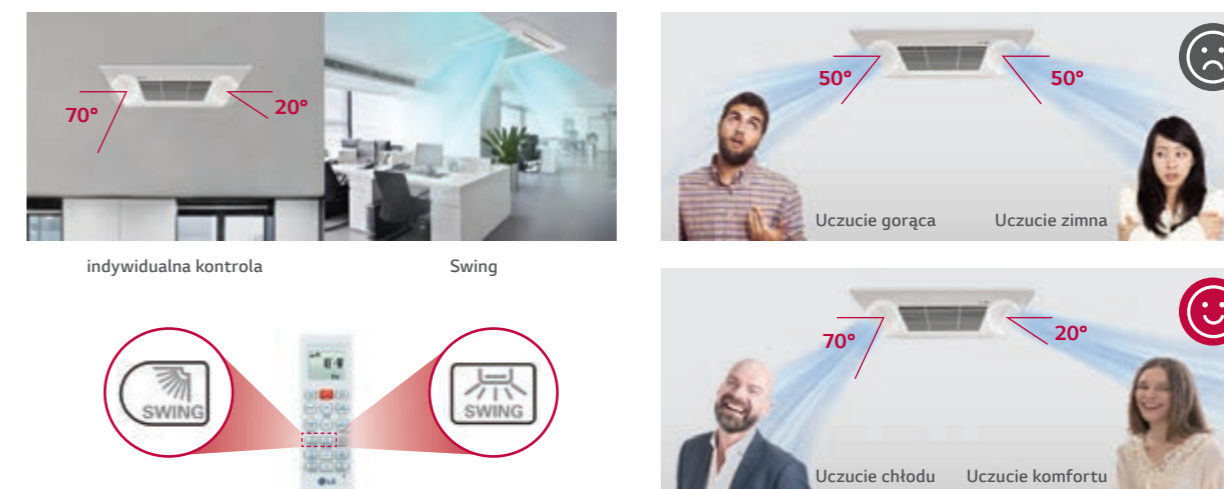 70°
20°
indywidualna kontrola
Swing
SWING
SWING
LG
50°
50°
Uczucie gorąca
Uczucie zimna
70°
20°
Uczucie chłodu
Uczucie komfortu